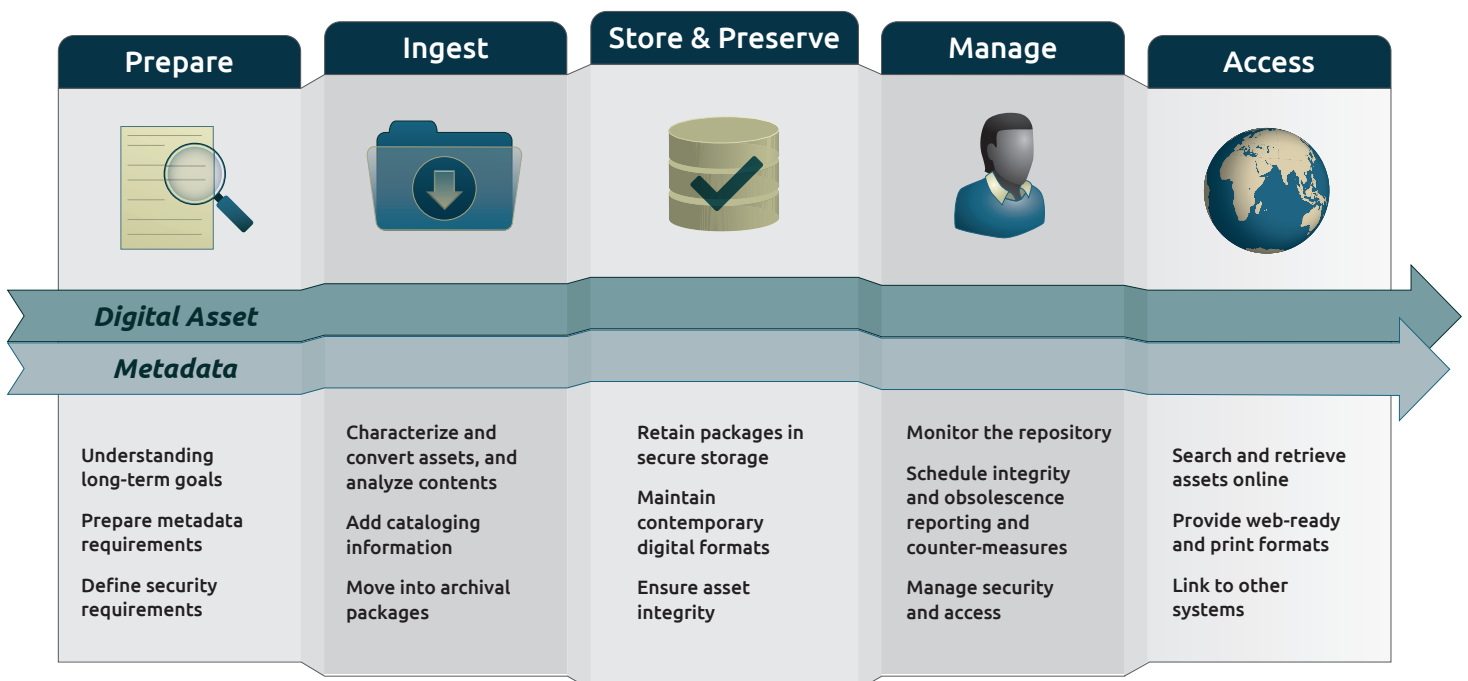 Prepare
Ingest
Store & Preserve
Manage
Access
Digital Asset
Metadata
Understanding
long-term goals
Prepare metadata
requirements
Define security
requirements
Characterize and
convert assets, and
analyze contents
Add cataloging
information
Move into archival
packages
Retain packages in
secure storage
Maintain
contemporary
digital formats
Ensure asset
integrity
Monitor the repository
Schedule integrity
and obsolescence
reporting and
counter-measures
Manage security
and access
Search and retrieve
assets online
Provide web-ready
and print formats
Link to other
systems